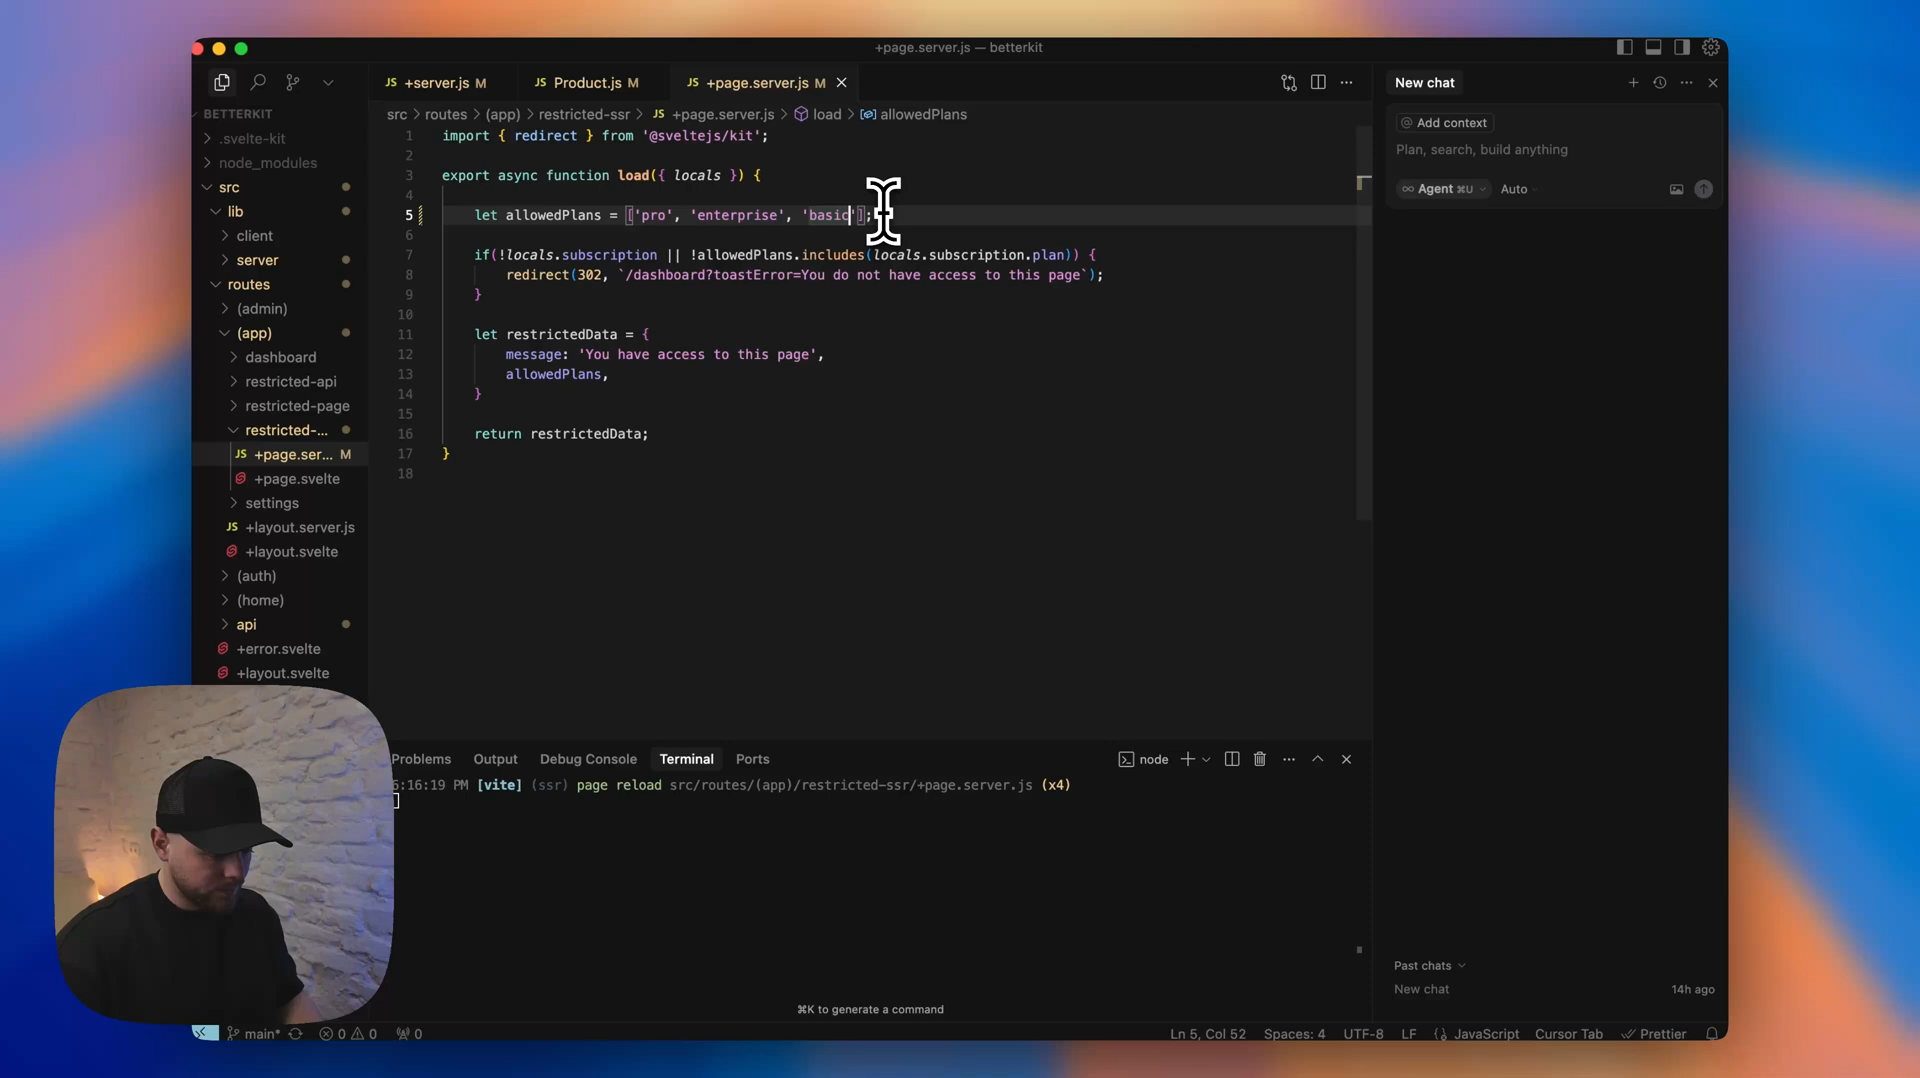 +page.server.js — betterkit
+server.js M
Product.js M
+page.server.js M
New chat
BETTERKIT
.svelte-kit
node_modules
src
lib
client
server
routes
(admin)
(app)
dashboard
restricted-api
restricted-page
restricted-...
JS +page.ser... M
+page.svelte
settings
JS +layout.server.js
+layout.svelte
(auth)
(home)
api
+error.svelte
+layout.svelte
src > routes > (app) > restricted-ssr > JS +page.server.js > load > allowedPlans
1 import { redirect } from '@sveltejs/kit';
2
3 export async function load({ locals }) {
4
5 let allowedPlans = ['pro', 'enterprise', 'basic'];
6
7 if(!locals.subscription || !allowedPlans.includes(locals.subscription.plan)) {
8 redirect(302, `/dashboard?toastError=You do not have access to this page`);
9 }
10
11 let restrictedData = {
12 message: 'You have access to this page',
13 allowedPlans,
14 }
15
16 return restrictedData;
17 }
18
@ Add context
Plan, search, build anything
∞ Agent ⌘U Auto
Problems Output Debug Console Terminal Ports
node
6:16:19 PM [vite] (ssr) page reload src/routes/(app)/restricted-ssr/+page.server.js (x4)
⌘K to generate a command
Past chats
New chat 14h ago
main* 0 0 0
Ln 5, Col 52 Spaces: 4 UTF-8 LF {} JavaScript Cursor Tab Prettier